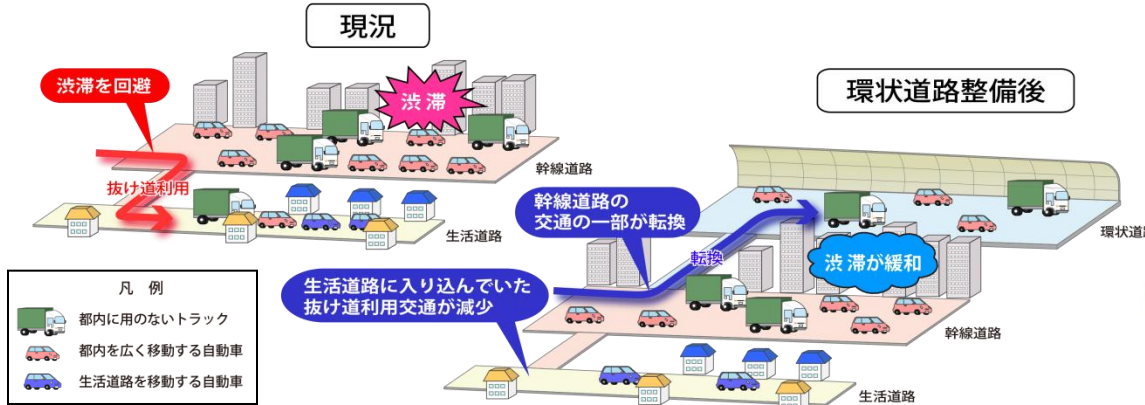 現況
渋滞を回避
渋滞
幹線道路
抜け道利用
生活道路
環状道路整備後
幹線道路の
交通の一部が転換
転換
環状道路
渋滞が緩和
生活道路に入り込んでいた
抜け道利用交通が減少
幹線道路
生活道路
凡 例
都内に用のないトラック
都内を広く移動する自動車
生活道路を移動する自動車